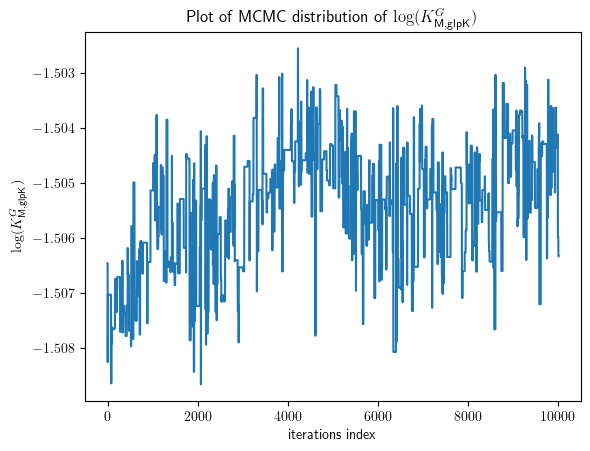 Plot of MCMC distribution of log(K^G_M,glpK)
−1.503
−1.504
−1.505
−1.506
−1.507
−1.508
log(K^G_M,glpK)
0 2000 4000 6000 8000 10000
iterations index